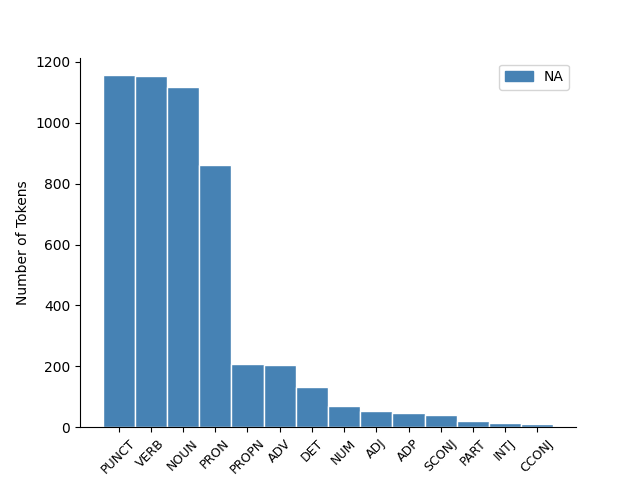 NA
Number of Tokens
1200
1000
800
600
400
200
0
PUNCT VERB NOUN PRON PROPN ADV DET NUM ADJ ADP SCONJ PART INTJ CCONJ